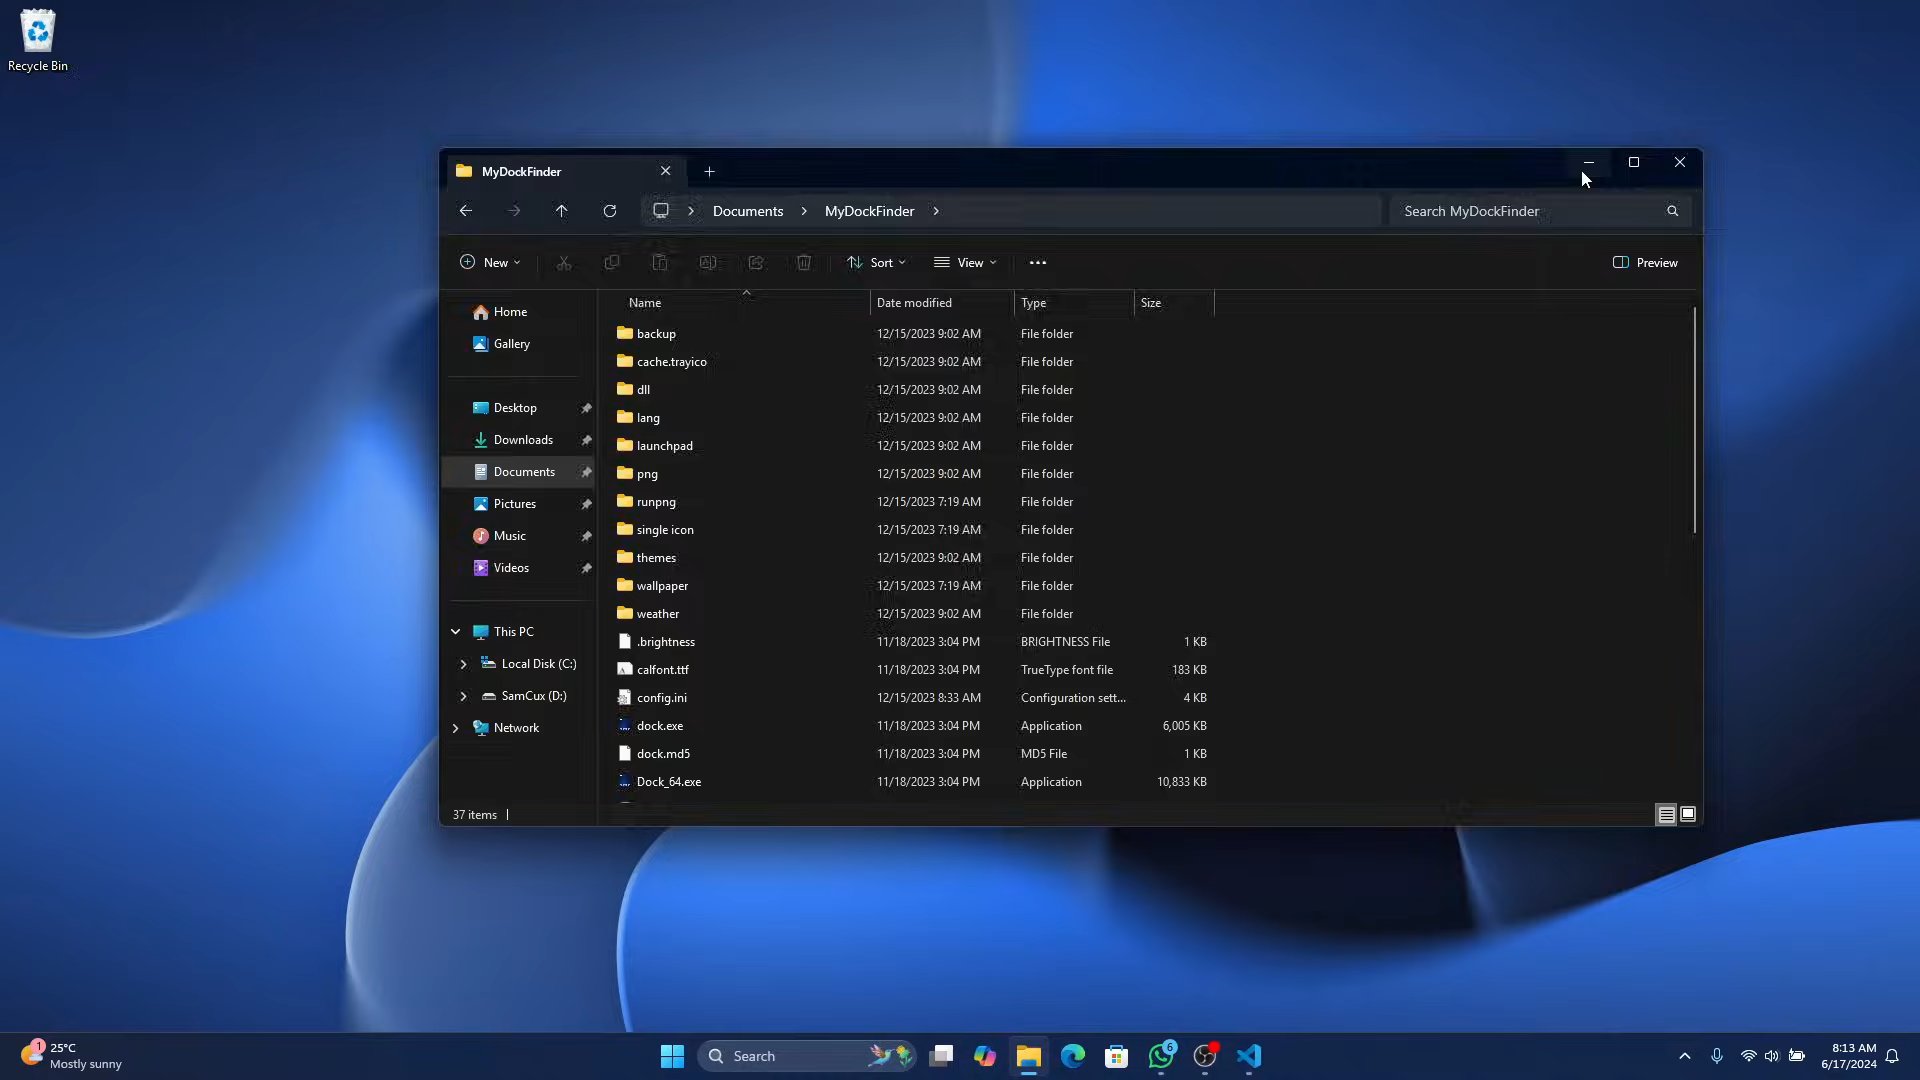 Recycle Bin
MyDockFinder
Documents
MyDockFinder
Search MyDockFinder
New
Sort
View
Preview
Name Date modified Type Size
Home
Gallery
Desktop
Downloads
Documents
Pictures
Music
Videos
This PC
Local Disk (C:)
SamCux (D:)
Network
backup 12/15/2023 9:02 AM File folder
cache.trayico 12/15/2023 9:02 AM File folder
dll 12/15/2023 9:02 AM File folder
lang 12/15/2023 9:02 AM File folder
launchpad 12/15/2023 9:02 AM File folder
png 12/15/2023 9:02 AM File folder
runpng 12/15/2023 7:19 AM File folder
single icon 12/15/2023 7:19 AM File folder
themes 12/15/2023 9:02 AM File folder
wallpaper 12/15/2023 7:19 AM File folder
weather 12/15/2023 9:02 AM File folder
.brightness 11/18/2023 3:04 PM BRIGHTNESS File 1 KB
calfont.ttf 11/18/2023 3:04 PM TrueType font file 183 KB
config.ini 12/15/2023 8:33 AM Configuration sett... 4 KB
dock.exe 11/18/2023 3:04 PM Application 6,005 KB
dock.md5 11/18/2023 3:04 PM MD5 File 1 KB
Dock_64.exe 11/18/2023 3:04 PM Application 10,833 KB
37 items
1
25°C
Mostly sunny
Search
6
8:13 AM
6/17/2024